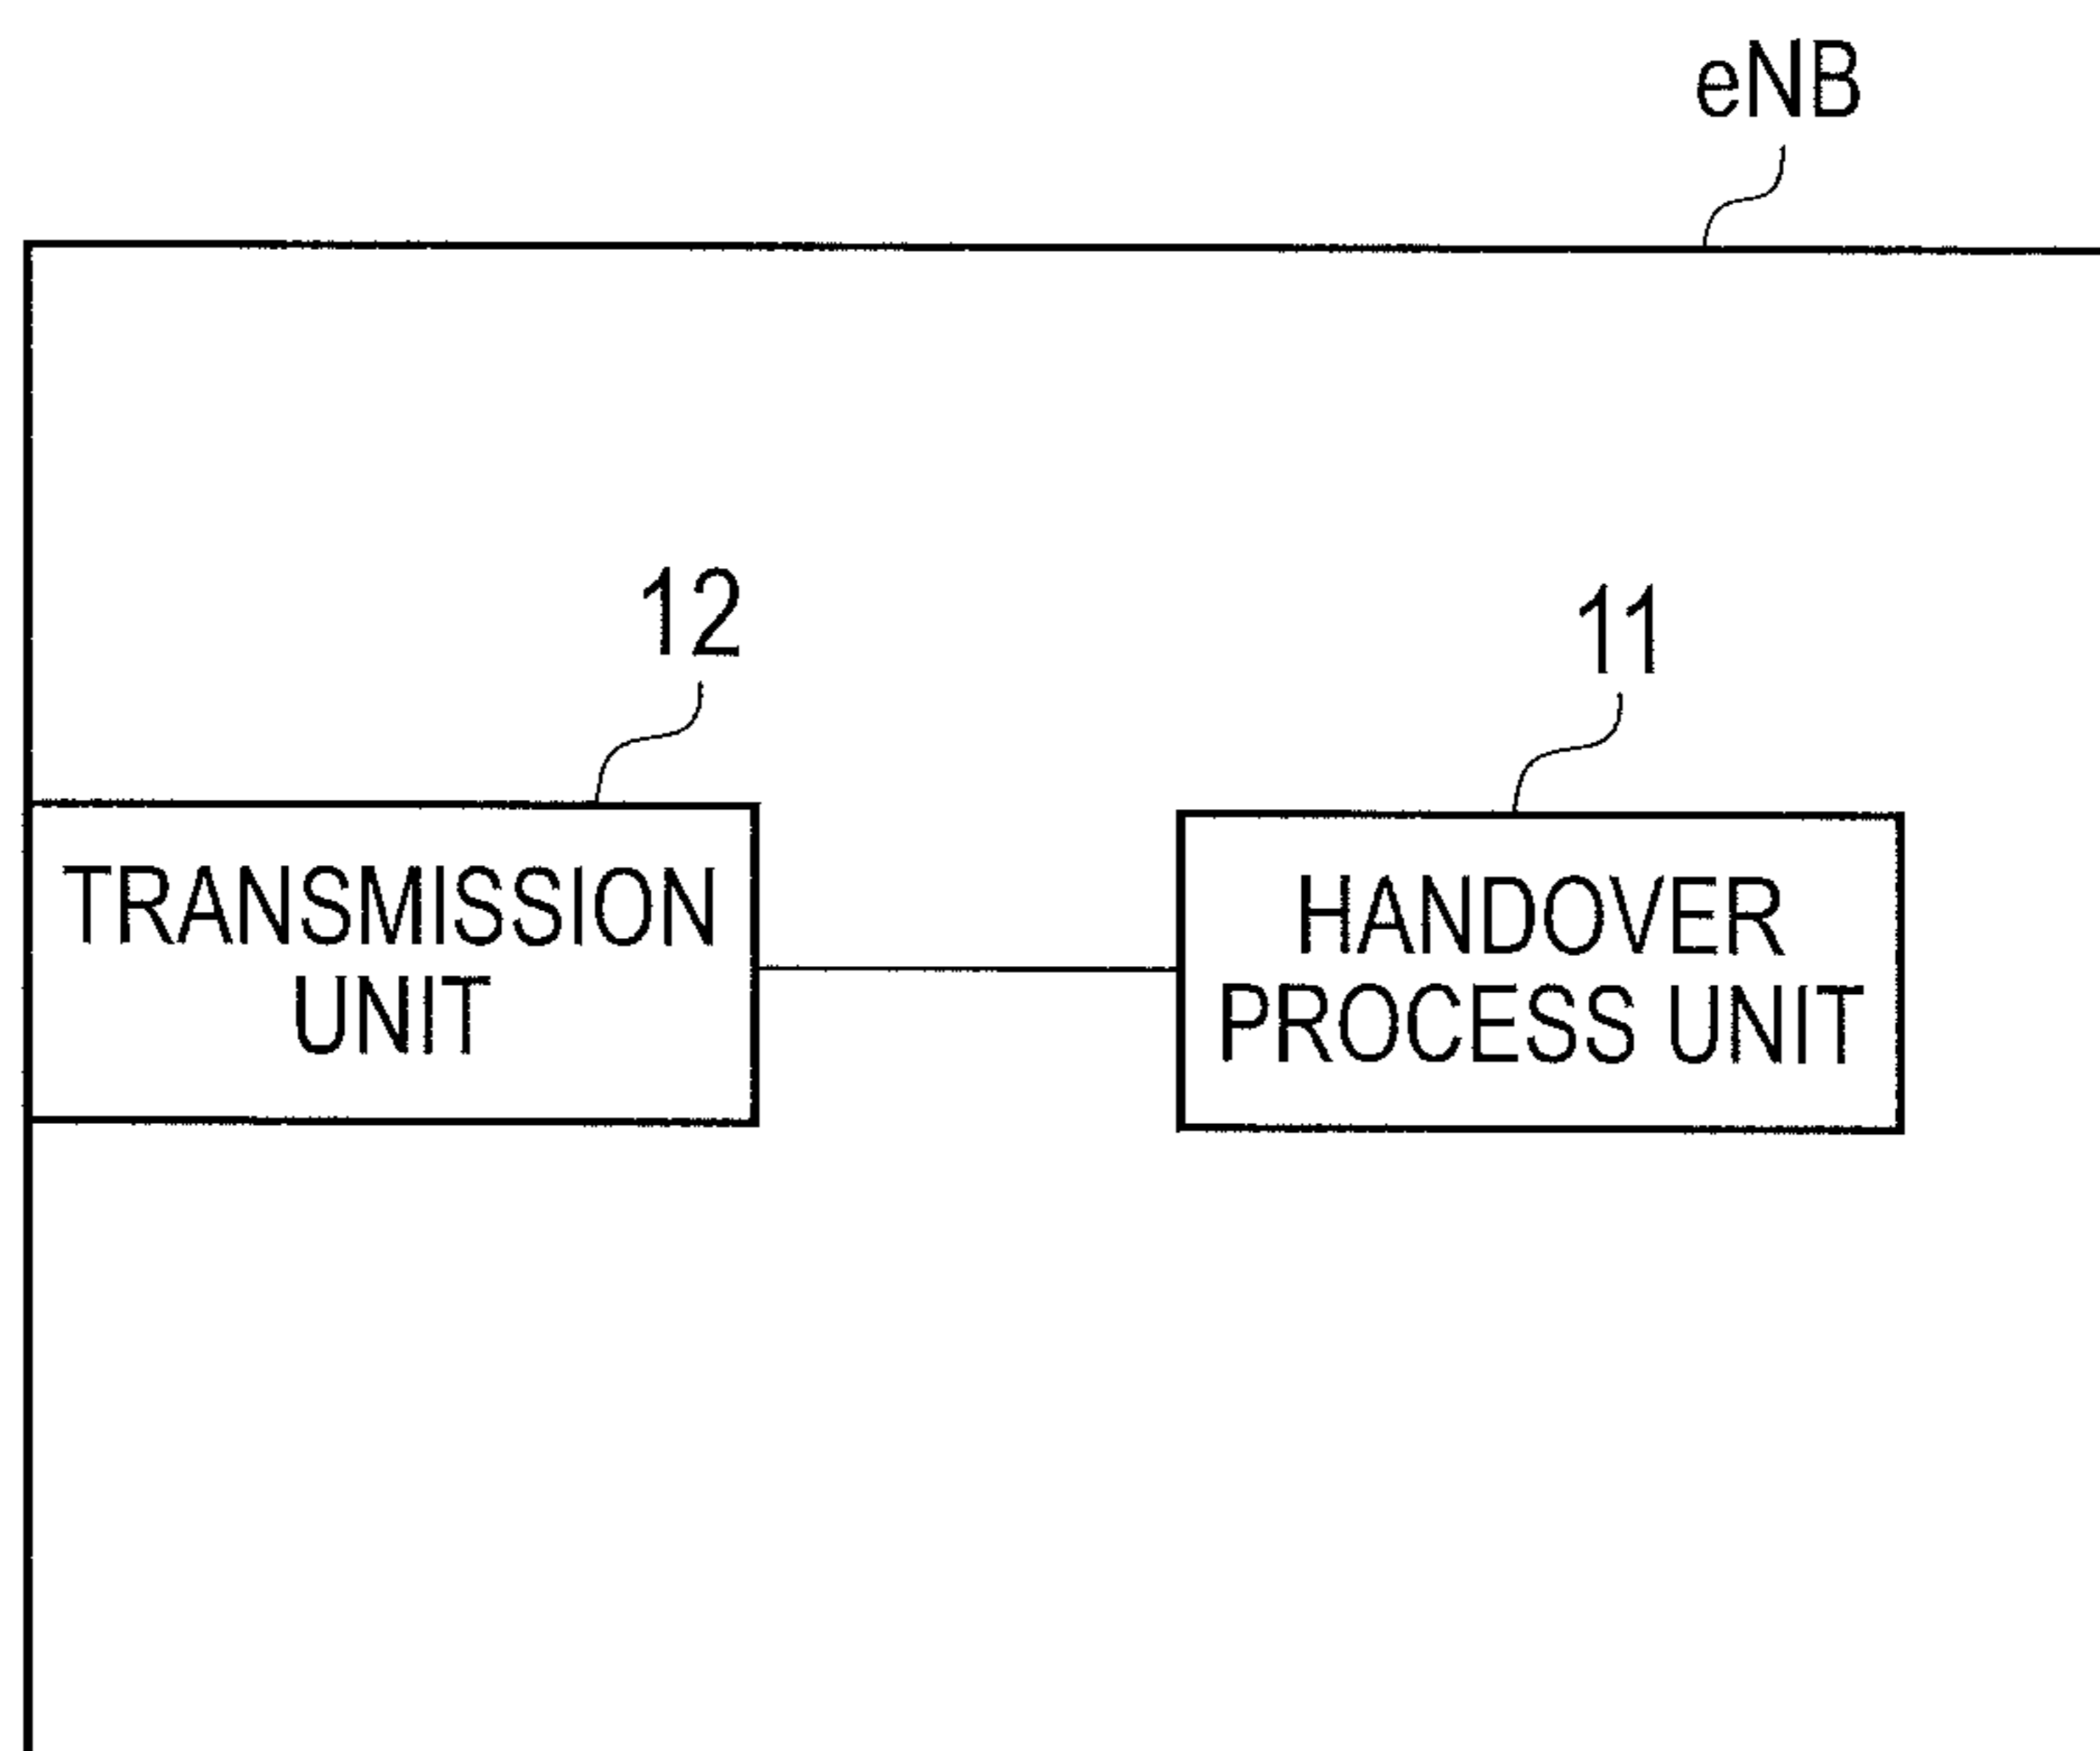 eNB
12
11
TRANSMISSION
UNIT
HANDOVER
PROCESS UNIT